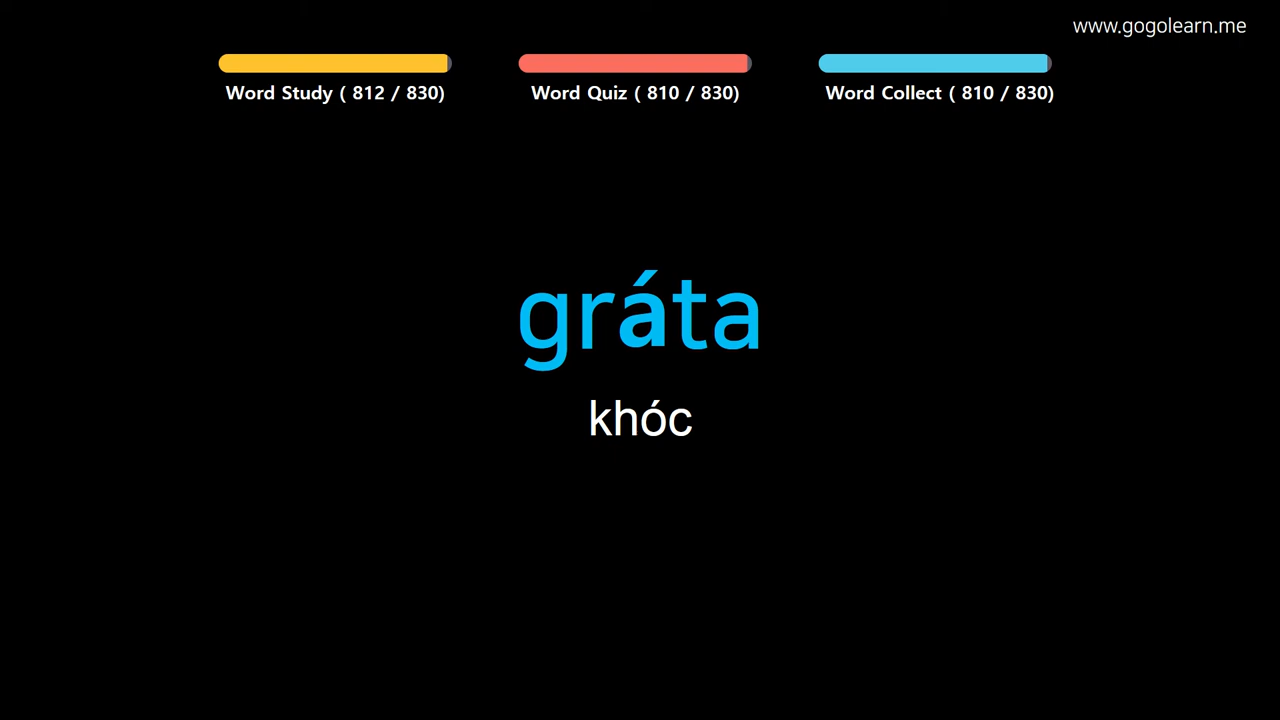 www.gogolearn.me
Word Study ( 812 / 830)
Word Quiz ( 810 / 830)
Word Collect ( 810 / 830)
gráta
khóc